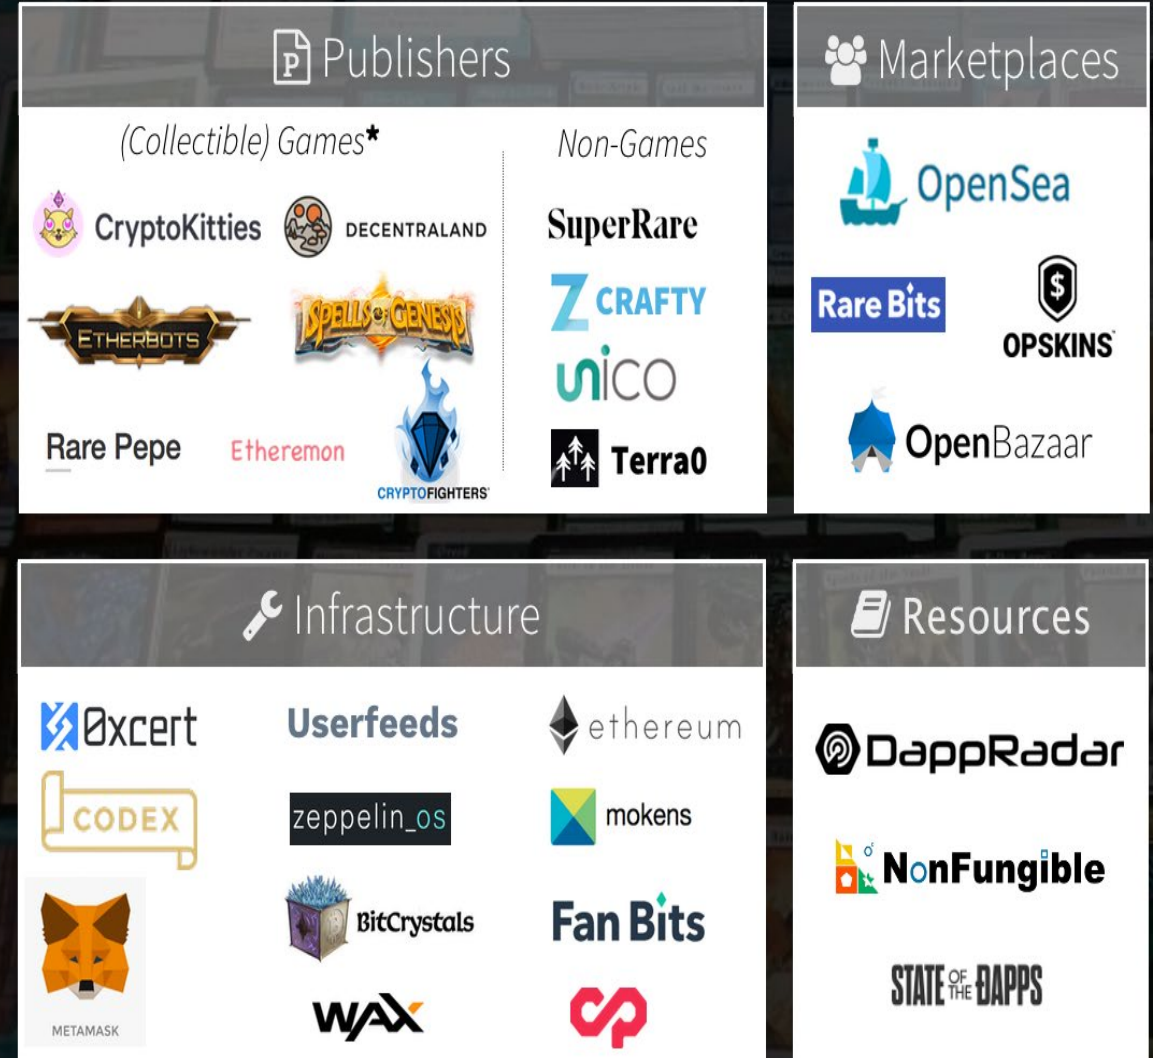 Publishers
(Collectible) Games*
Non-Games
CryptoKitties
DECENTRALAND
ETHERBOTS
SPELLS OF GENESIS
Rare Pepe
Etheremon
CRYPTOFIGHTERS
SuperRare
CRAFTY
unico
Terra0
Marketplaces
OpenSea
Rare Bits
OPSKINS
OpenBazaar
Infrastructure
0xcert
Userfeeds
ethereum
CODEX
zeppelin_os
mokens
METAMASK
BitCrystals
Fan Bits
WAX
Resources
DappRadar
NonFungible
STATE OF THE DAPPS